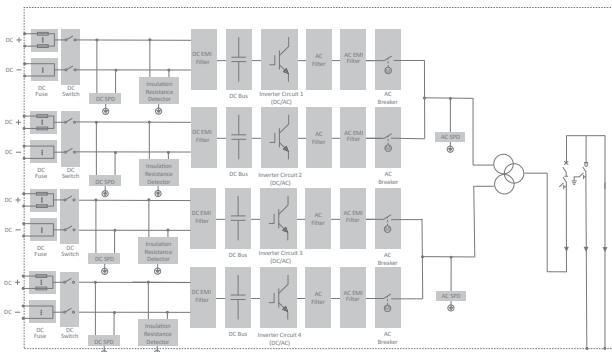 DC +
DC −
DC
Fuse
DC
Switch
DC SPD
Insulation
Resistance
Detector
DC EMI
Filter
DC Bus
Inverter Circuit 1
(DC/AC)
AC
Filter
AC EMI
Filter
AC
Breaker
DC +
DC −
DC
Fuse
DC
Switch
DC SPD
Insulation
Resistance
Detector
DC EMI
Filter
DC Bus
Inverter Circuit 2
(DC/AC)
AC
Filter
AC EMI
Filter
AC
Breaker
AC SPD
DC +
DC −
DC
Fuse
DC
Switch
DC SPD
Insulation
Resistance
Detector
DC EMI
Filter
DC Bus
Inverter Circuit 3
(DC/AC)
AC
Filter
AC EMI
Filter
AC
Breaker
DC +
DC −
DC
Fuse
DC
Switch
DC SPD
Insulation
Resistance
Detector
DC EMI
Filter
DC Bus
Inverter Circuit 4
(DC/AC)
AC
Filter
AC EMI
Filter
AC
Breaker
AC SPD